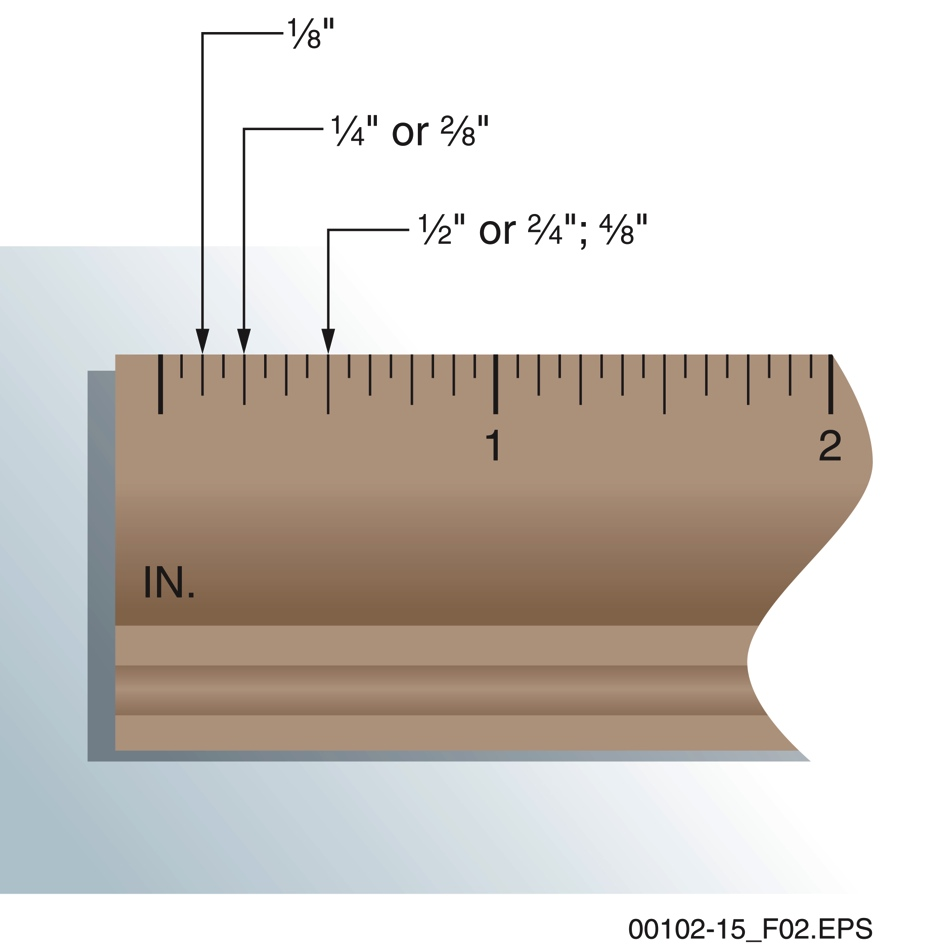 ⅛"
¼" or ²⁄₈"
½" or ²⁄₄"; ⁴⁄₈"
1 2
IN.
00102-15_F02.EPS